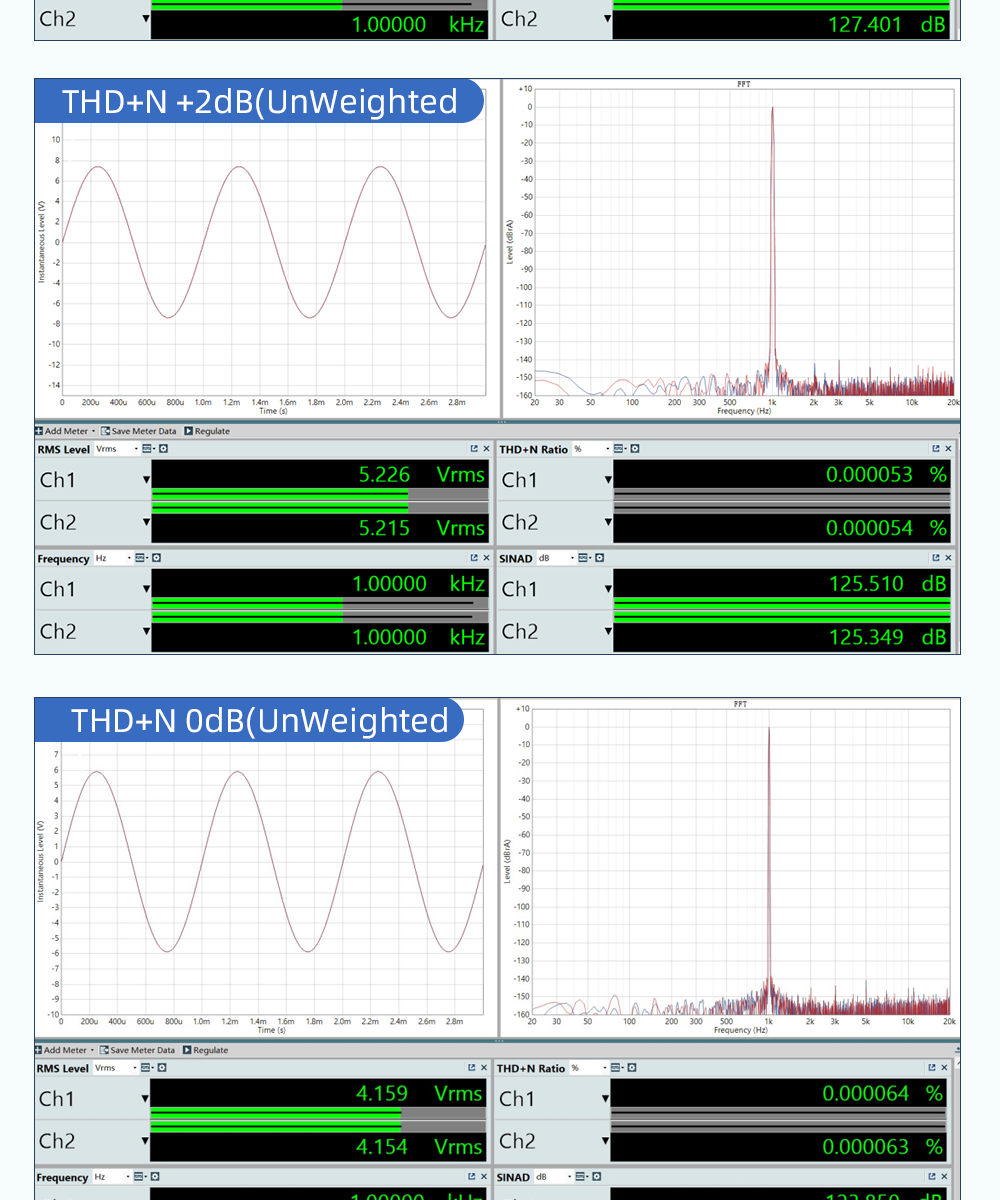 Ch2 1.00000 kHz Ch2 127.401 dB
THD+N +2dB(UnWeighted
FFT
Instantaneous Level (V)
10
8
6
4
2
0
-2
-4
-6
-8
-10
-12
-14
0 200u 400u 600u 800u 1.0m 1.2m 1.4m 1.6m 1.8m 2.0m 2.2m 2.4m 2.6m 2.8m
Time (s)
Level (dBrA)
+10
0
-10
-20
-30
-40
-50
-60
-70
-80
-90
-100
-110
-120
-130
-140
-150
-160
20 30 50 100 200 300 500 1k 2k 3k 5k 10k 20k
Frequency (Hz)
Add Meter Save Meter Data Regulate
RMS Level Vrms THD+N Ratio %
Ch1 5.226 Vrms Ch1 0.000053 %
Ch2 5.215 Vrms Ch2 0.000054 %
Frequency Hz SINAD dB
Ch1 1.00000 kHz Ch1 125.510 dB
Ch2 1.00000 kHz Ch2 125.349 dB
THD+N 0dB(UnWeighted
FFT
Instantaneous Level (V)
7
6
5
4
3
2
1
0
-1
-2
-3
-4
-5
-6
-7
-8
-9
-10
0 200u 400u 600u 800u 1.0m 1.2m 1.4m 1.6m 1.8m 2.0m 2.2m 2.4m 2.6m 2.8m
Time (s)
Level (dBrA)
+10
0
-10
-20
-30
-40
-50
-60
-70
-80
-90
-100
-110
-120
-130
-140
-150
-160
20 30 50 100 200 300 500 1k 2k 3k 5k 10k 20k
Frequency (Hz)
Add Meter Save Meter Data Regulate
RMS Level Vrms THD+N Ratio %
Ch1 4.159 Vrms Ch1 0.000064 %
Ch2 4.154 Vrms Ch2 0.000063 %
Frequency Hz SINAD dB